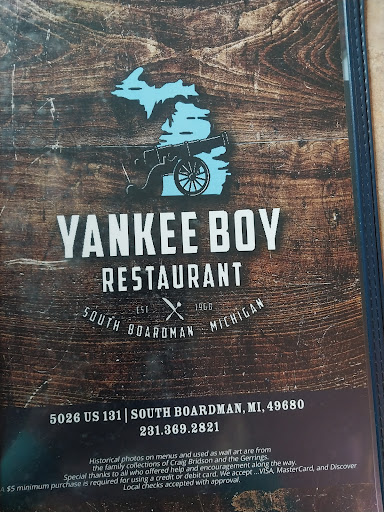 YANKEE BOY
RESTAURANT
EST 1966
SOUTH BOARDMAN, MICHIGAN
5026 US 131 | SOUTH BOARDMAN, MI, 49680
231.369.2821
Historical photos on menus and used as wall art are from
the family collections of Craig Bridson and the Gerrings.
Special thanks to all who offered help and encouragement along the way.
A $5 minimum purchase is required for using a credit or debit card. We accept ...VISA, MasterCard, and Discover
Local checks accepted with approval.